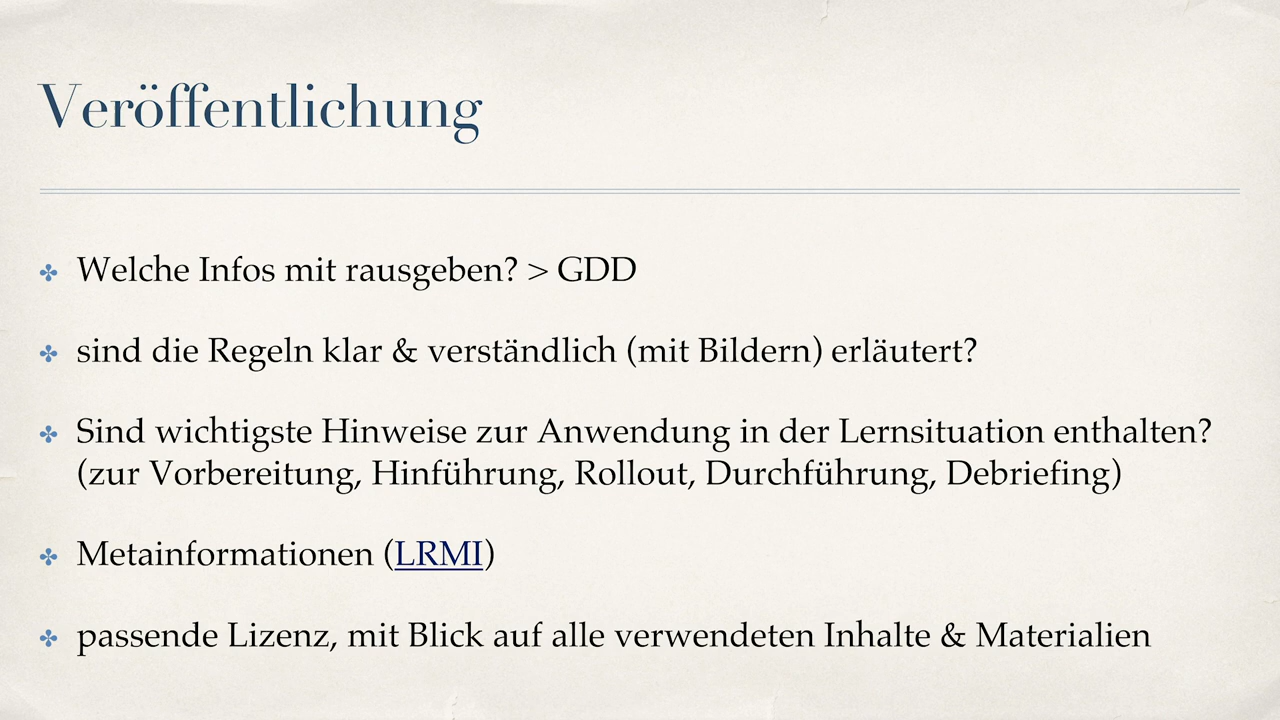 Veröffentlichung
Welche Infos mit rausgeben? > GDD
sind die Regeln klar & verständlich (mit Bildern) erläutert?
Sind wichtigste Hinweise zur Anwendung in der Lernsituation enthalten?
(zur Vorbereitung, Hinführung, Rollout, Durchführung, Debriefing)
Metainformationen (LRMI)
passende Lizenz, mit Blick auf alle verwendeten Inhalte & Materialien